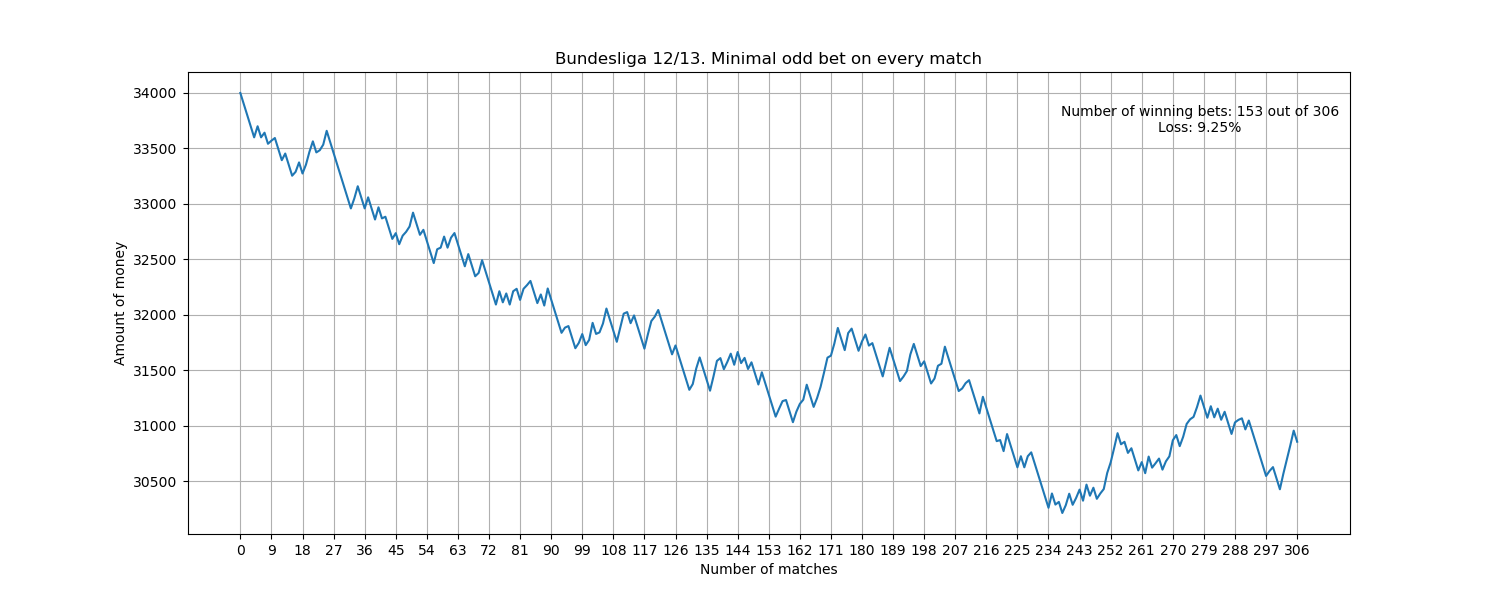 Bundesliga 12/13. Minimal odd bet on every match
Number of winning bets: 153 out of 306
Loss: 9.25%
Amount of money
34000
33500
33000
32500
32000
31500
31000
30500
0 9 18 27 36 45 54 63 72 81 90 99 108 117 126 135 144 153 162 171 180 189 198 207 216 225 234 243 252 261 270 279 288 297 306
Number of matches